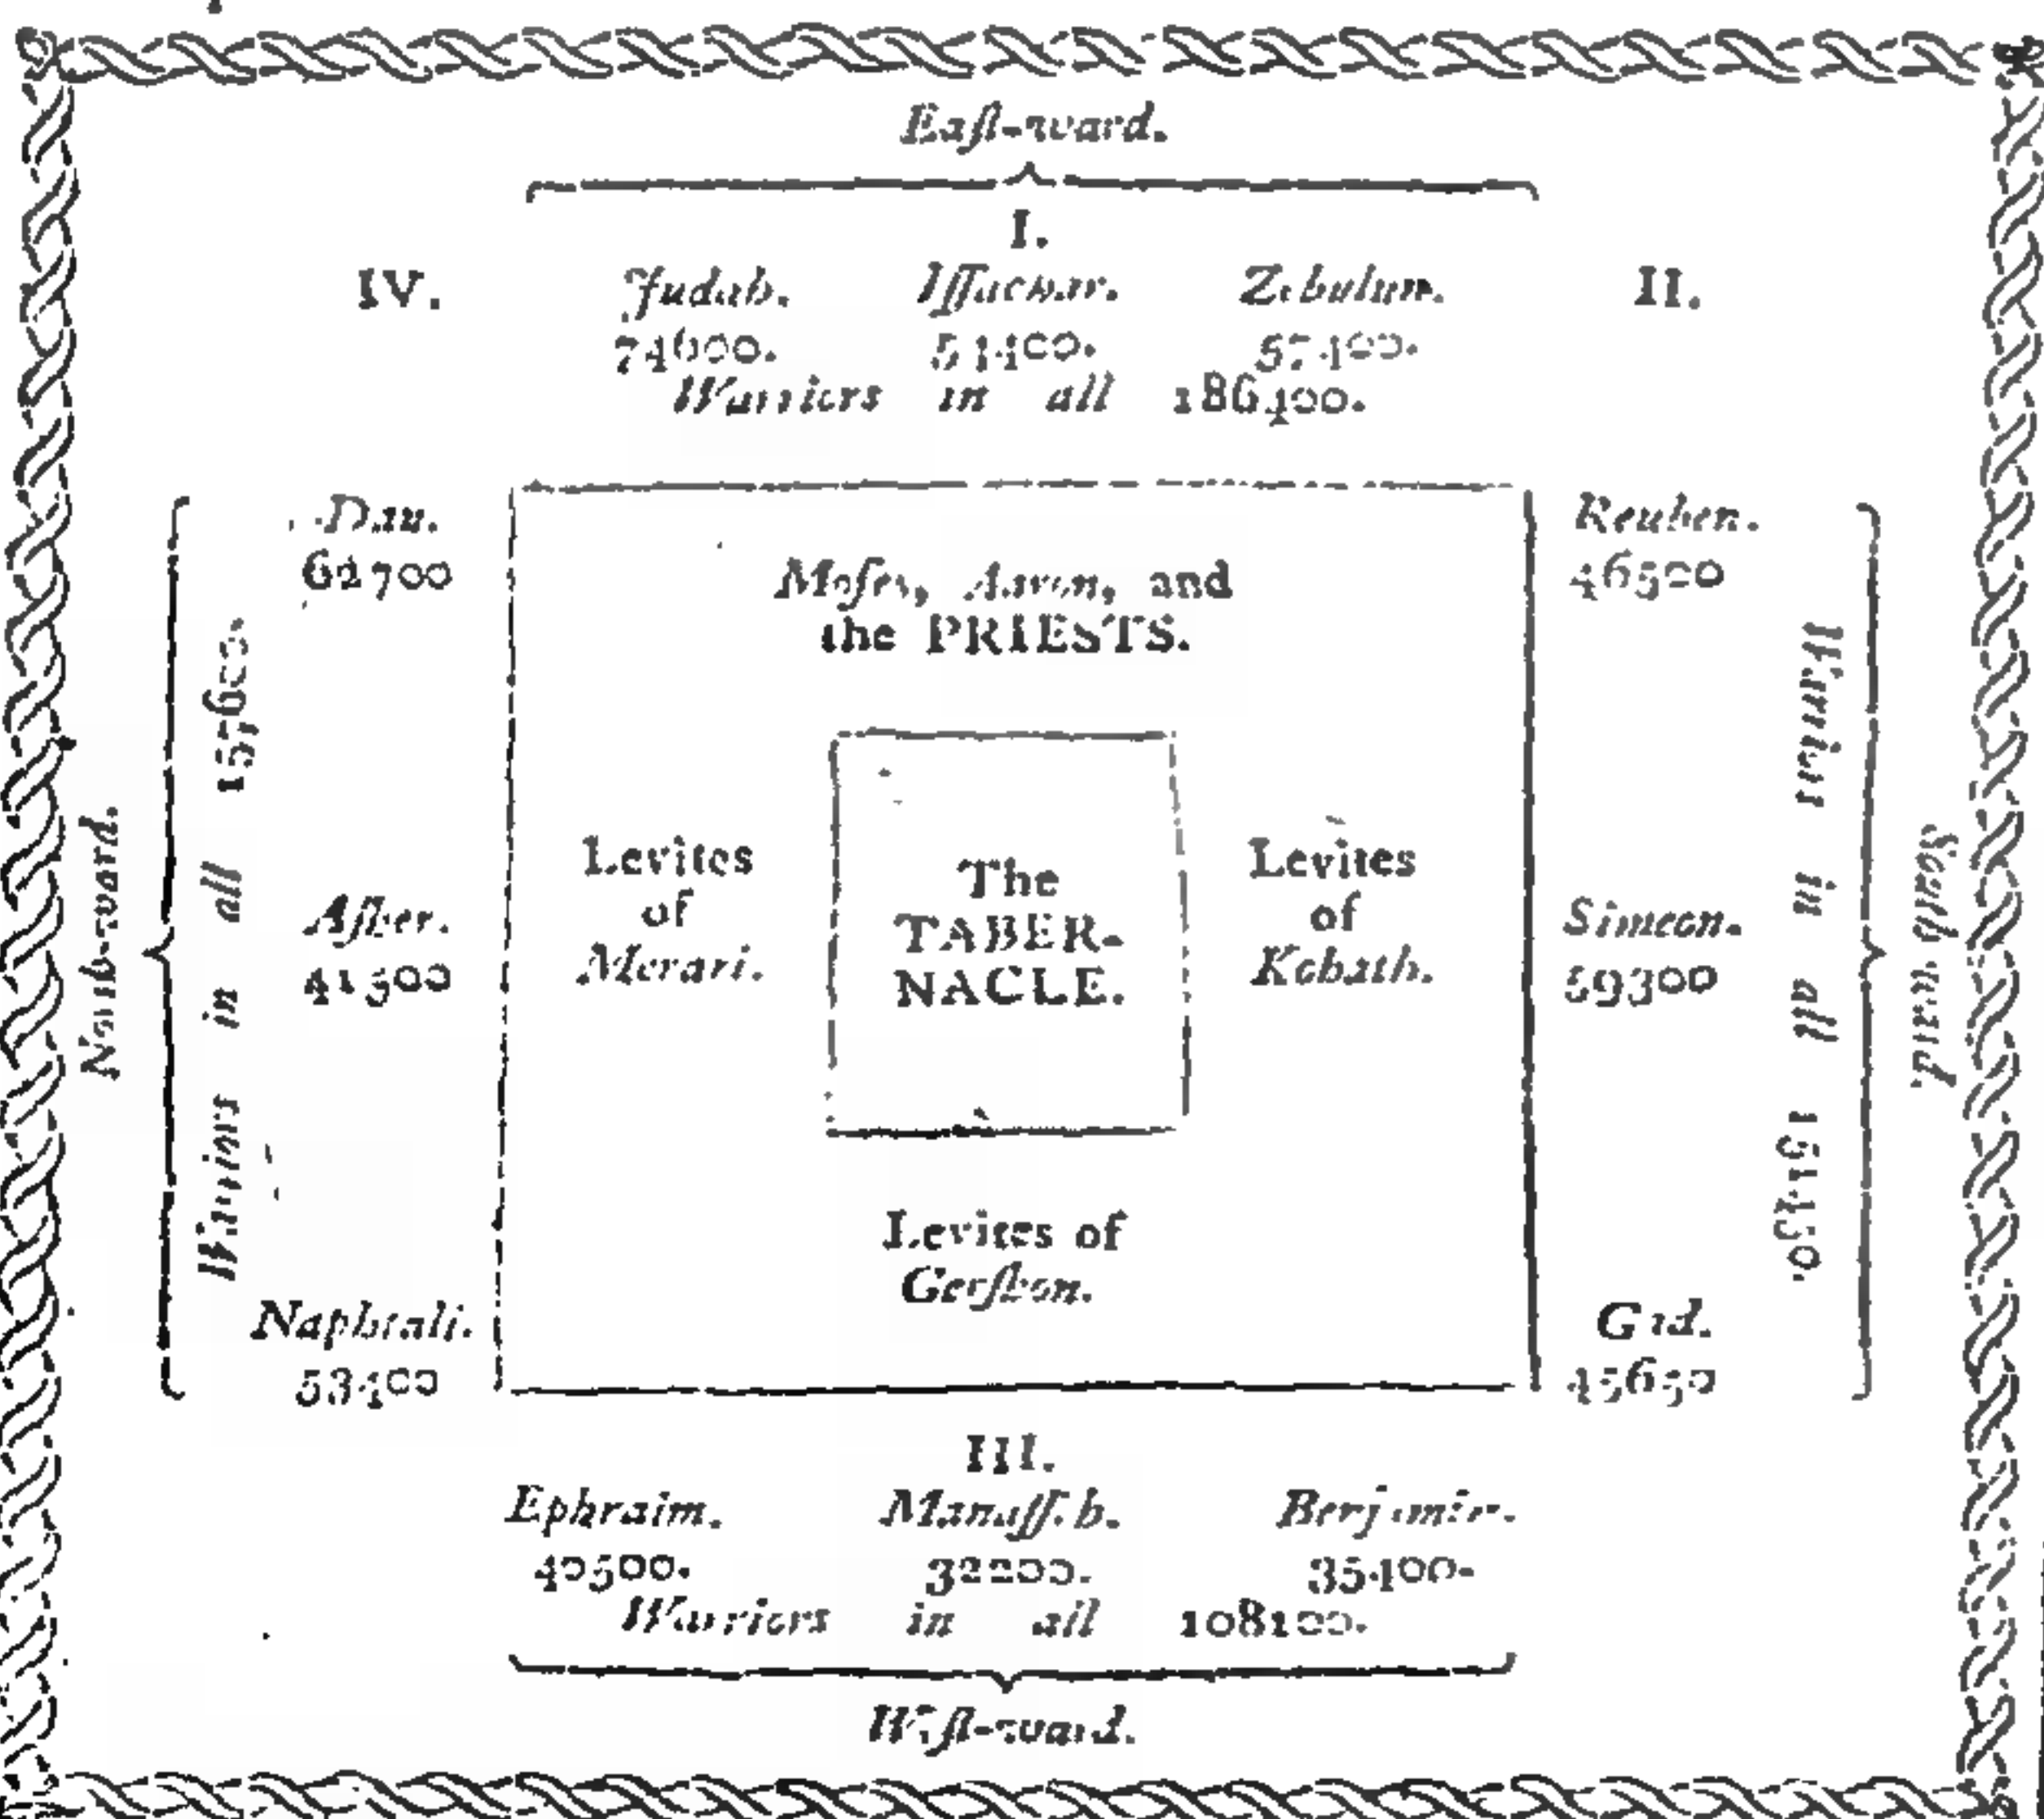 Eaſt-ward.
I.
IV. Judah. Iſſachar. Zebulun. II.
74600. 54400. 57400.
Warriors in all 186400.
Dan. Reuben.
62700 46500
Moſes, Aaron, and
the PRIESTS.
North-ward.
Warriors in all 157600.
Levites
of
Merari.
The
TABER-
NACLE.
Levites
of
Kohath.
Aſher. Simeon.
41500 59300
Warriors in all 151450.
South-ward.
Levites of
Gerſhon.
Naphtali. Gad.
53400 45650
III.
Ephraim. Manaſſeh. Benjamin.
40500. 32200. 35400.
Warriors in all 108100.
Weſt-ward.